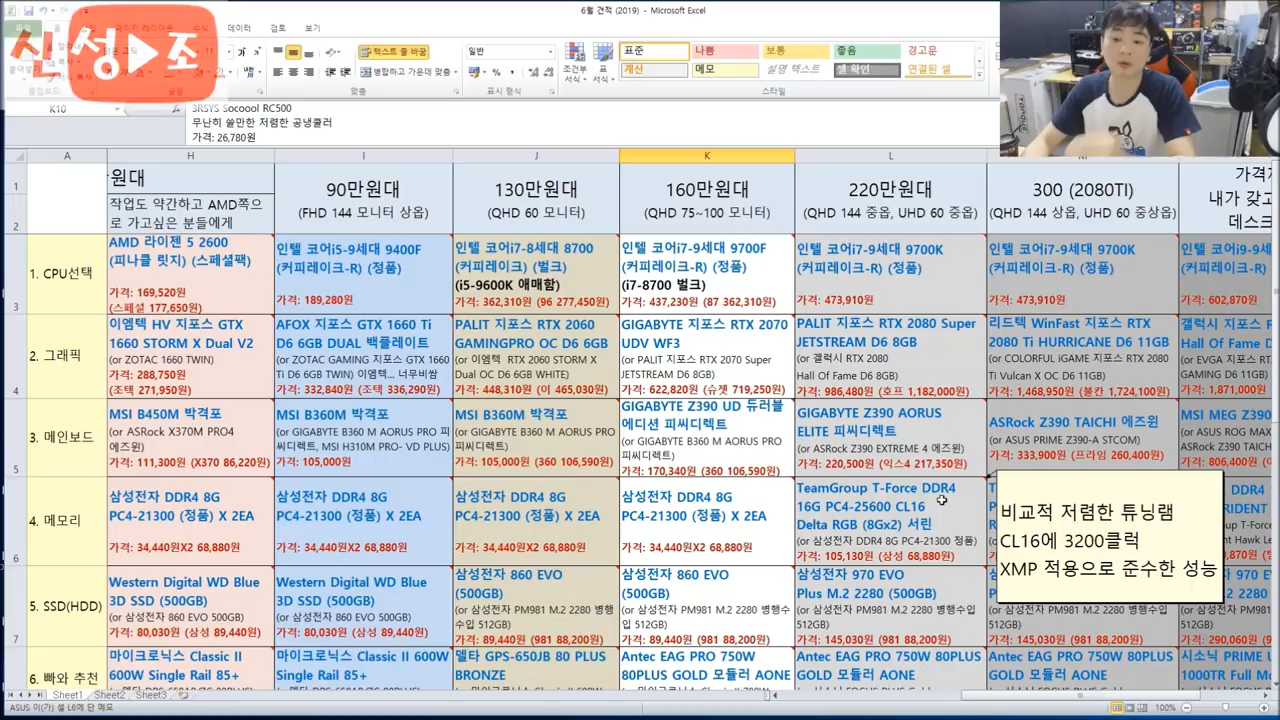 6월 견적 (2019) - Microsoft Excel
데이터 검토 보기
신성조
텍스트 줄 바꿈
일반
병합하고 가운데 맞춤
조건부 서식
표 서식
표준 나쁨 보통 좋음 경고문
계산 메모 설명 텍스트 셀 확인 연결된 셀
맞춤 표시 형식 스타일
K10
3RSYS Socoool RC500
무난히 쓸만한 저렴한 공냉쿨러
가격: 26,780원
A H I J K L
1
2
3
4
5
6
7
원대
작업도 약간하고 AMD쪽으
로 가고싶은 분들에게
90만원대
(FHD 144 모니터 상옵)
130만원대
(QHD 60 모니터)
160만원대
(QHD 75~100 모니터)
220만원대
(QHD 144 중옵, UHD 60 중옵)
300 (2080TI)
(QHD 144 상옵, UHD 60 중상옵)
내가 갖고
데스크
1. CPU선택
AMD 라이젠 5 2600
(피나클 릿지) (스페셜팩)
가격: 169,520원
(스페셜 177,650원)
인텔 코어i5-9세대 9400F
(커피레이크-R) (정품)
가격: 189,280원
인텔 코어i7-8세대 8700
(커피레이크) (벌크)
(i5-9600K 애매함)
가격: 362,310원 (96 277,450원)
인텔 코어i7-9세대 9700F
(커피레이크-R) (정품)
(i7-8700 벌크)
가격: 437,230원 (87 362,310원)
인텔 코어i7-9세대 9700K
(커피레이크-R) (정품)
가격: 473,910원
인텔 코어i7-9세대 9700K
(커피레이크-R) (정품)
가격: 473,910원
인텔 코어i9-9세
(커피레이크-R)
가격: 602,870원
2. 그래픽
이엠텍 HV 지포스 GTX
1660 STORM X Dual V2
(or ZOTAC 1660 TWIN)
가격: 288,750원
(조텍 271,950원)
AFOX 지포스 GTX 1660 Ti
D6 6GB DUAL 백플레이트
(or ZOTAC GAMING 지포스 GTX 1660
Ti D6 6GB TWIN) 이엠텍... 너무비쌈
가격: 332,840원 (조텍 336,290원)
PALIT 지포스 RTX 2060
GAMINGPRO OC D6 6GB
(or 이엠텍 RTX 2060 STORM X
Dual OC D6 6GB WHITE)
가격: 448,310원 (이 465,030원)
GIGABYTE 지포스 RTX 2070
UDV WF3
(or PALIT 지포스 RTX 2070 Super
JETSTREAM D6 8GB)
가격: 622,820원 (슈젯 719,250원)
PALIT 지포스 RTX 2080 Super
JETSTREAM D6 8GB
(or 갤럭시 RTX 2080
Hall Of Fame D6 8GB)
가격: 986,480원 (호프 1,182,000원)
리드텍 WinFast 지포스 RTX
2080 Ti HURRICANE D6 11GB
(or COLORFUL iGAME 지포스 RTX 2080
Ti Vulcan X OC D6 11GB)
가격: 1,468,950원 (불칸 1,724,100원)
갤럭시 지포스
Hall Of Fame D
(or EVGA 지포스 R
GAMING D6 11GB)
가격: 1,871,000원
3. 메인보드
MSI B450M 박격포
(or ASRock X370M PRO4
에즈윈)
가격: 111,300원 (X370 86,220원)
MSI B360M 박격포
(or GIGABYTE B360 M AORUS PRO 피
씨디렉트, MSI H310M PRO- VD PLUS)
가격: 105,000원
MSI B360M 박격포
(or GIGABYTE B360 M AORUS PRO
피씨디렉트)
가격: 105,000원 (360 106,590원)
GIGABYTE Z390 UD 듀러블
에디션 피씨디렉트
(or GIGABYTE B360 M AORUS PRO
피씨디렉트)
가격: 170,340원 (360 106,590원)
GIGABYTE Z390 AORUS
ELITE 피씨디렉트
(or ASRock Z390 EXTREME 4 에즈윈)
가격: 220,500원 (익스4 217,350원)
ASRock Z390 TAICHI 에즈윈
(or ASUS PRIME Z390-A STCOM)
가격: 333,900원 (프라임 260,400원)
MSI MEG Z390
(or ASUS ROG MAX
ASRock Z390 TAI
가격: 806,400원 (
4. 메모리
삼성전자 DDR4 8G
PC4-21300 (정품) X 2EA
가격: 34,440원X2 68,880원
삼성전자 DDR4 8G
PC4-21300 (정품) X 2EA
가격: 34,440원X2 68,880원
삼성전자 DDR4 8G
PC4-21300 (정품) X 2EA
가격: 34,440원X2 68,880원
삼성전자 DDR4 8G
PC4-21300 (정품) X 2EA
가격: 34,440원X2 68,880원
TeamGroup T-Force DDR4
16G PC4-25600 CL16
Delta RGB (8Gx2) 서린
(or 삼성전자 DDR4 8G PC4-21300 정품)
가격: 105,130원 (삼성 68,880원)
비교적 저렴한 튜닝램
CL16에 3200클럭
XMP 적용으로 준수한 성능
5. SSD(HDD)
Western Digital WD Blue
3D SSD (500GB)
(or 삼성전자 860 EVO 500GB)
가격: 80,030원 (삼성 89,440원)
Western Digital WD Blue
3D SSD (500GB)
(or 삼성전자 860 EVO 500GB)
가격: 80,030원 (삼성 89,440원)
삼성전자 860 EVO
(500GB)
(or 삼성전자 PM981 M.2 2280 병행
수입 512GB)
가격: 89,440원 (981 88,200원)
삼성전자 860 EVO
(500GB)
(or 삼성전자 PM981 M.2 2280 병행수
입 512GB)
가격: 89,440원 (981 88,200원)
삼성전자 970 EVO
Plus M.2 2280 (500GB)
(or 삼성전자 PM981 M.2 2280 병행수입
512GB)
가격: 145,030원 (981 88,200원)
512GB)
가격: 145,030원 (981 88,200원)
512GB)
가격: 290,060원 (
6. 빠와 추천
마이크로닉스 Classic II
600W Single Rail 85+
마이크로닉스 Classic II 600W
Single Rail 85+
델타 GPS-650JB 80 PLUS
BRONZE
Antec EAG PRO 750W
80PLUS GOLD 모듈러 AONE
Antec EAG PRO 750W 80PLUS
GOLD 모듈러 AONE
Antec EAG PRO 750W 80PLUS
GOLD 모듈러 AONE
시소닉 PRIME U
1000TR Full Mo
Sheet1 Sheet2 Sheet3
ASUS 이(가) 셀 L6에 단 메모
100%